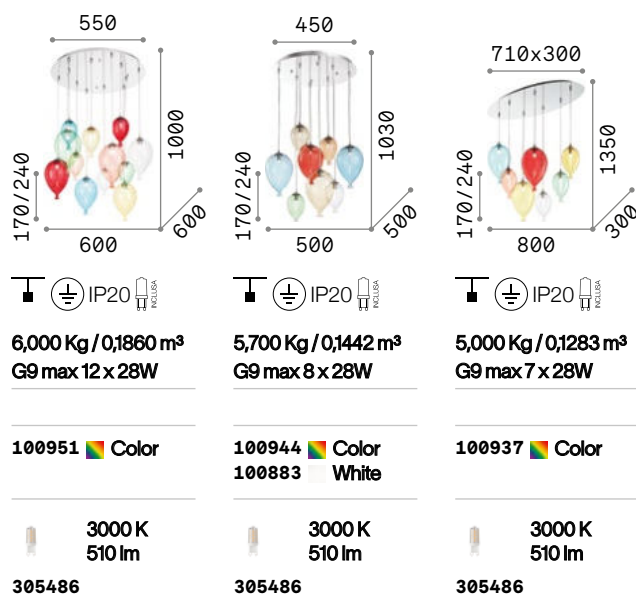 550
1000
170/240
600
600
IP20
INCLUSA
6,000 Kg / 0,1860 m³
G9 max 12 x 28W
100951 Color
3000 K
510 lm
305486
450
1030
170/240
500
500
IP20
INCLUSA
5,700 Kg / 0,1442 m³
G9 max 8 x 28W
100944 Color
100883 White
3000 K
510 lm
305486
710x300
1350
170/240
300
800
IP20
INCLUSA
5,000 Kg / 0,1283 m³
G9 max 7 x 28W
100937 Color
3000 K
510 lm
305486